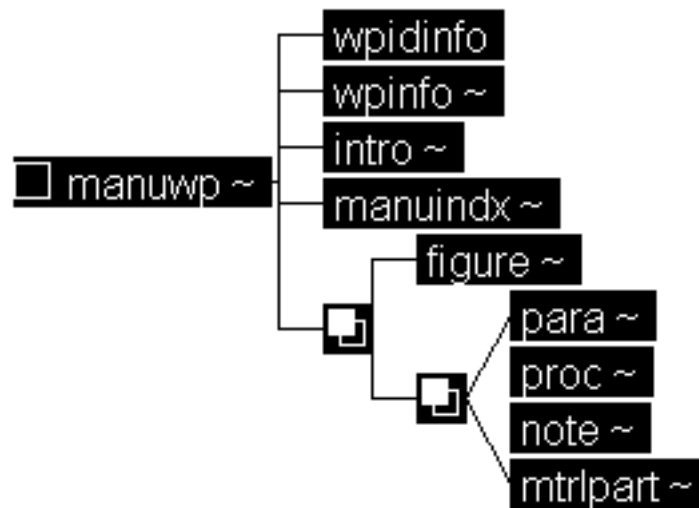 wpidinfo
wpinfo ~
intro ~
manuwp ~
manuindx ~
figure ~
para ~
proc ~
note ~
mtrlpart ~